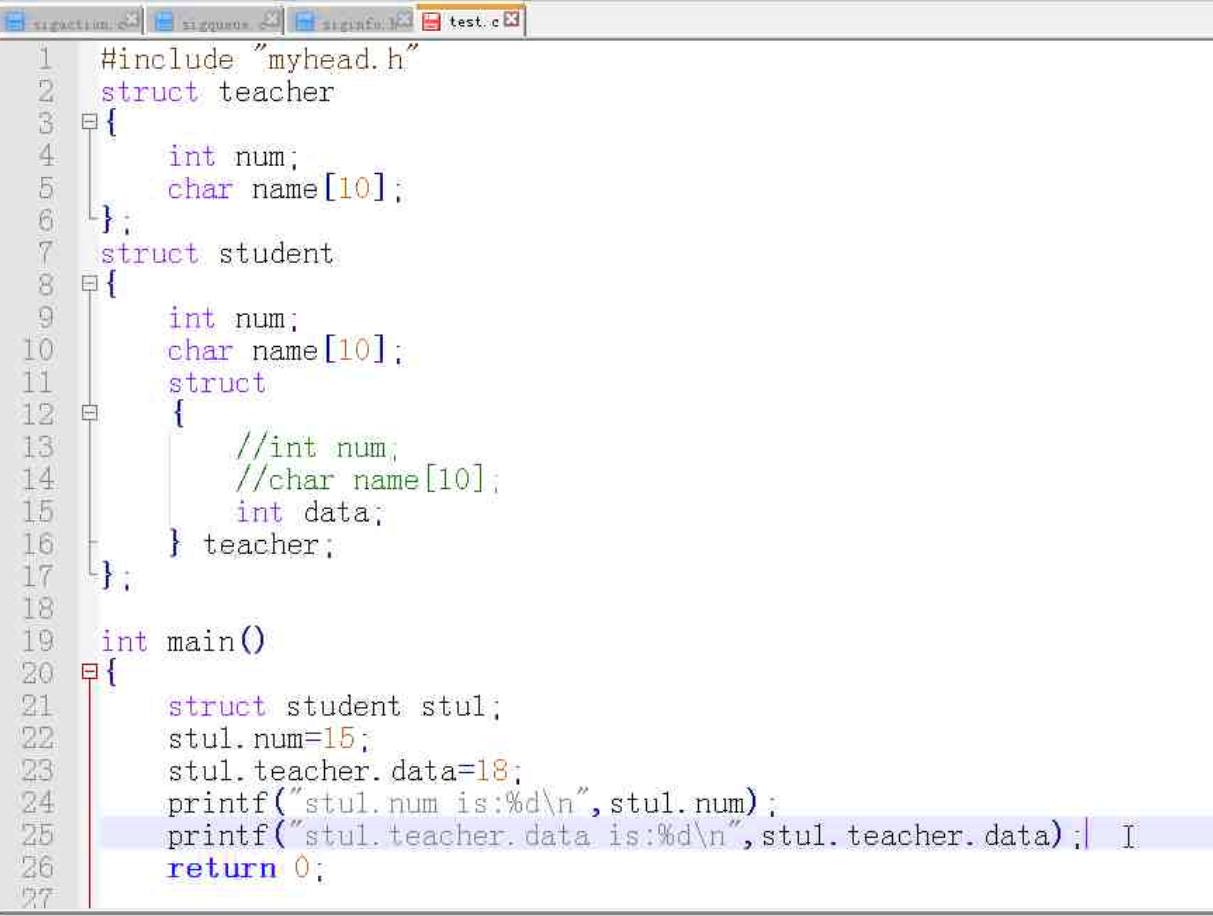 sigaction.c sigqueue.c siginfo.h test.c
1 #include "myhead.h"
2 struct teacher
3 {
4 int num;
5 char name[10];
6 };
7 struct student
8 {
9 int num;
10 char name[10];
11 struct
12 {
13 //int num;
14 //char name[10];
15 int data;
16 } teacher;
17 };
18
19 int main()
20 {
21 struct student stu1;
22 stu1.num=15;
23 stu1.teacher.data=18;
24 printf("stu1.num is:%d\n",stu1.num);
25 printf("stu1.teacher.data is:%d\n",stu1.teacher.data);
26 return 0;
27